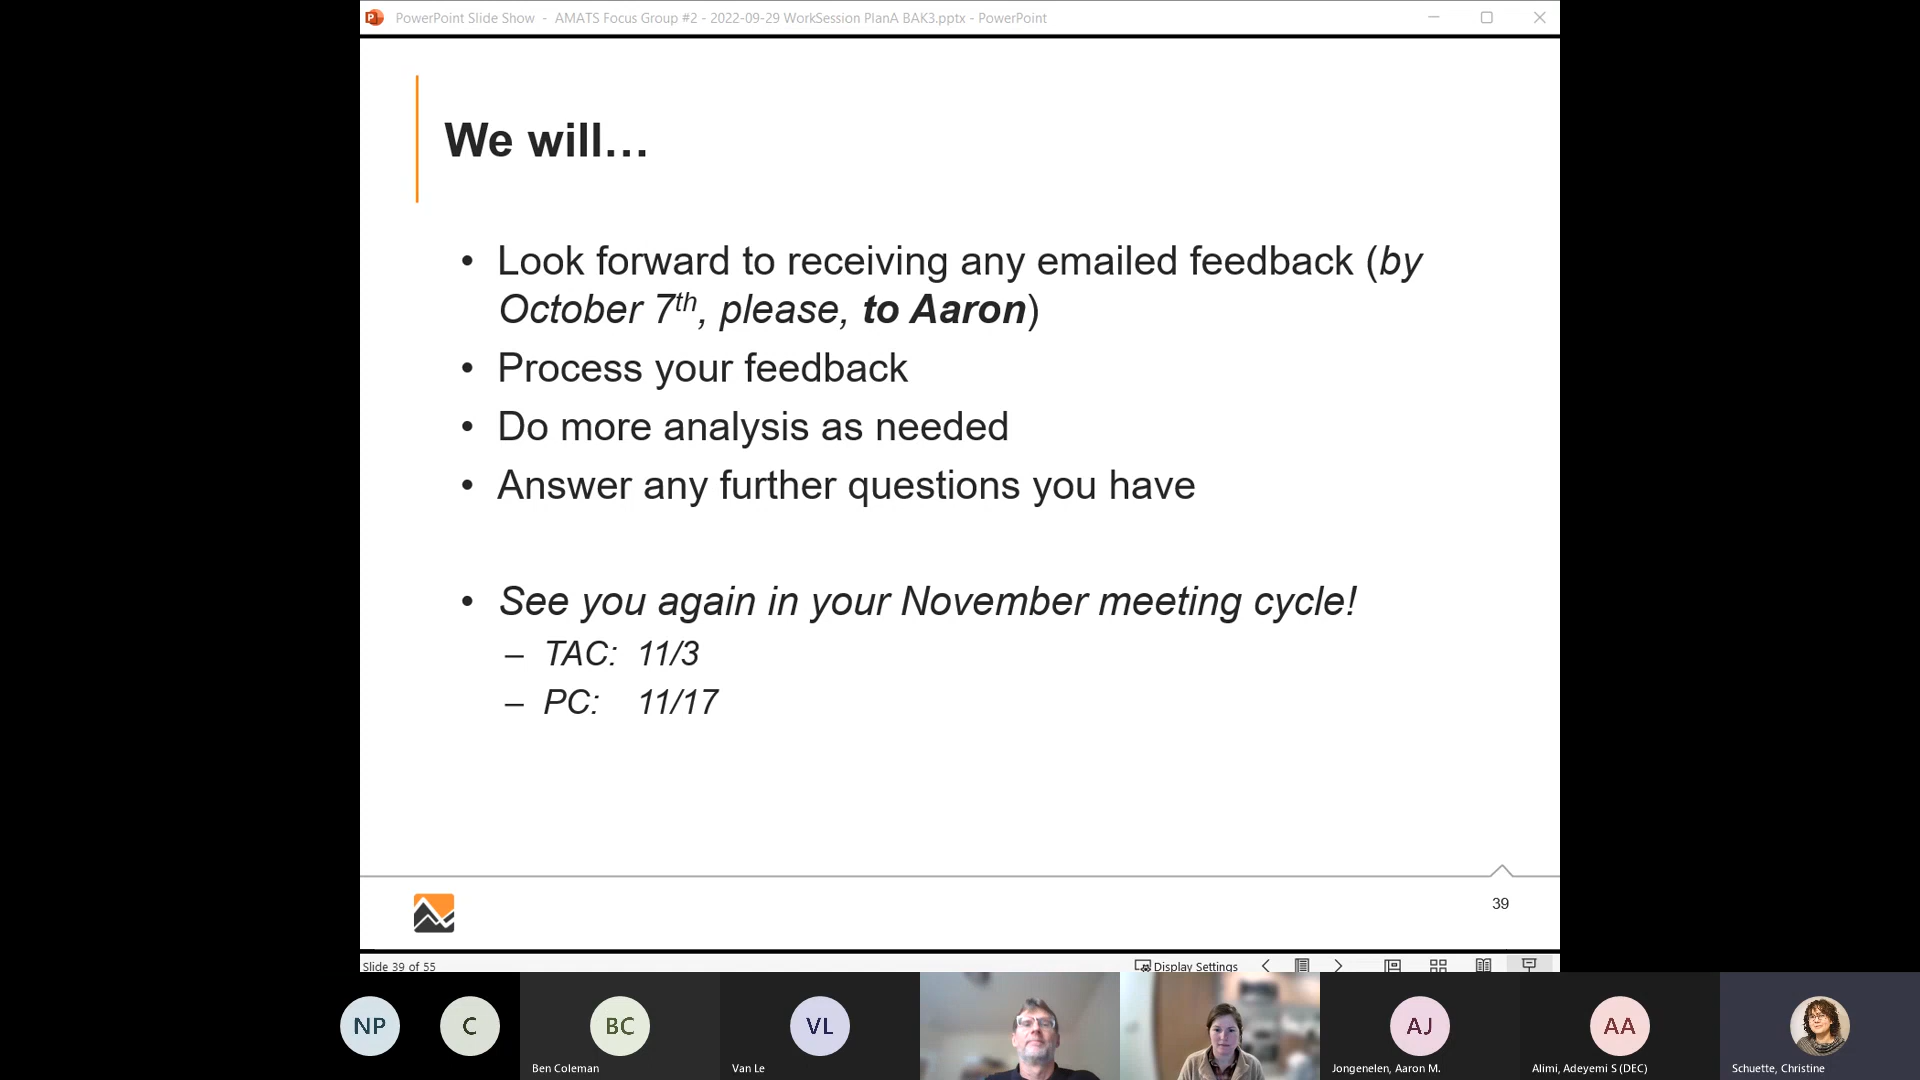 PowerPoint Slide Show - AMATS Focus Group #2 - 2022-09-29 WorkSession PlanA BAK3.pptx - PowerPoint
We will…
• Look forward to receiving any emailed feedback (by
October 7th, please, to Aaron)
• Process your feedback
• Do more analysis as needed
• Answer any further questions you have
• See you again in your November meeting cycle!
– TAC: 11/3
– PC: 11/17
39
Slide 39 of 55
Display Settings
NP
C
BC
VL
AJ
AA
Ben Coleman
Van Le
Jongenelen, Aaron M.
Alimi, Adeyemi S (DEC)
Schuette, Christine